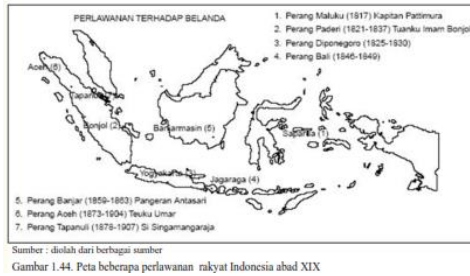 PERLAWANAN TERHADAP BELANDA
1. Perang Maluku (1817) Kapitan Pattimura
2. Perang Paderi (1821-1837) Tuanku Imam Bonjol
3. Perang Diponegoro (1825-1830)
4. Perang Bali (1846-1849)
Aceh (6)
Tapanuli
Bonjol (2)
Banjarmasin (5)
Saparua (1)
Yogyakarta
Jagaraga (4)
5. Perang Banjar (1859-1863) Pangeran Antasari
6. Perang Aceh (1873-1904) Teuku Umar
7. Perang Tapanuli (1878-1907) Si Singamangaraja
Sumber : diolah dari berbagai sumber
Gambar 1.44. Peta beberapa perlawanan rakyat Indonesia abad XIX